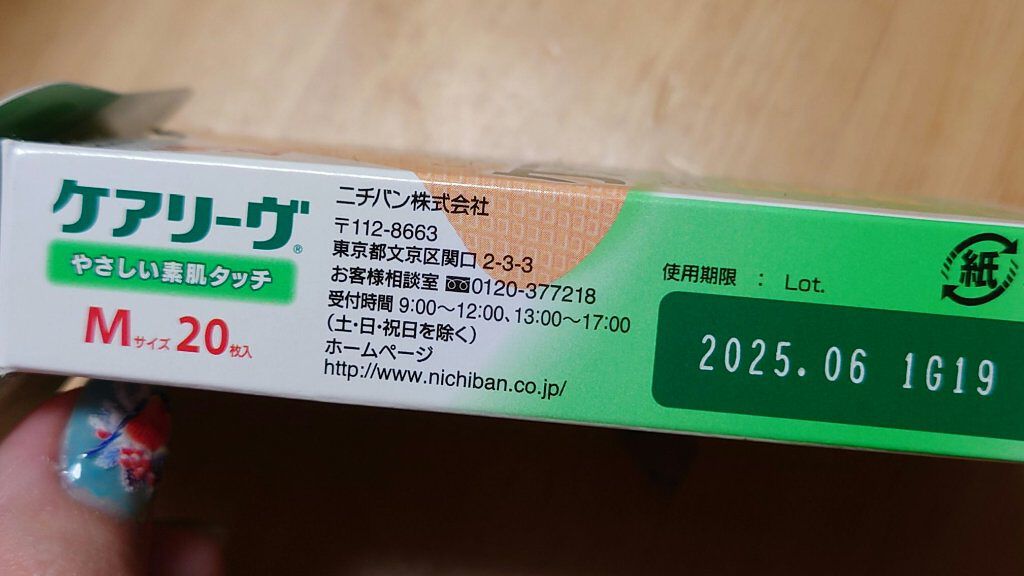 ケアリーヴ®
やさしい素肌タッチ
Mサイズ20枚入
ニチバン株式会社
〒112-8663
東京都文京区関口 2-3-3
お客様相談室 0120-377218
受付時間 9:00〜12:00、13:00〜17:00
(土・日・祝日を除く)
ホームページ
http://www.nichiban.co.jp/
使用期限 : Lot.
2025.06 1G19
紙